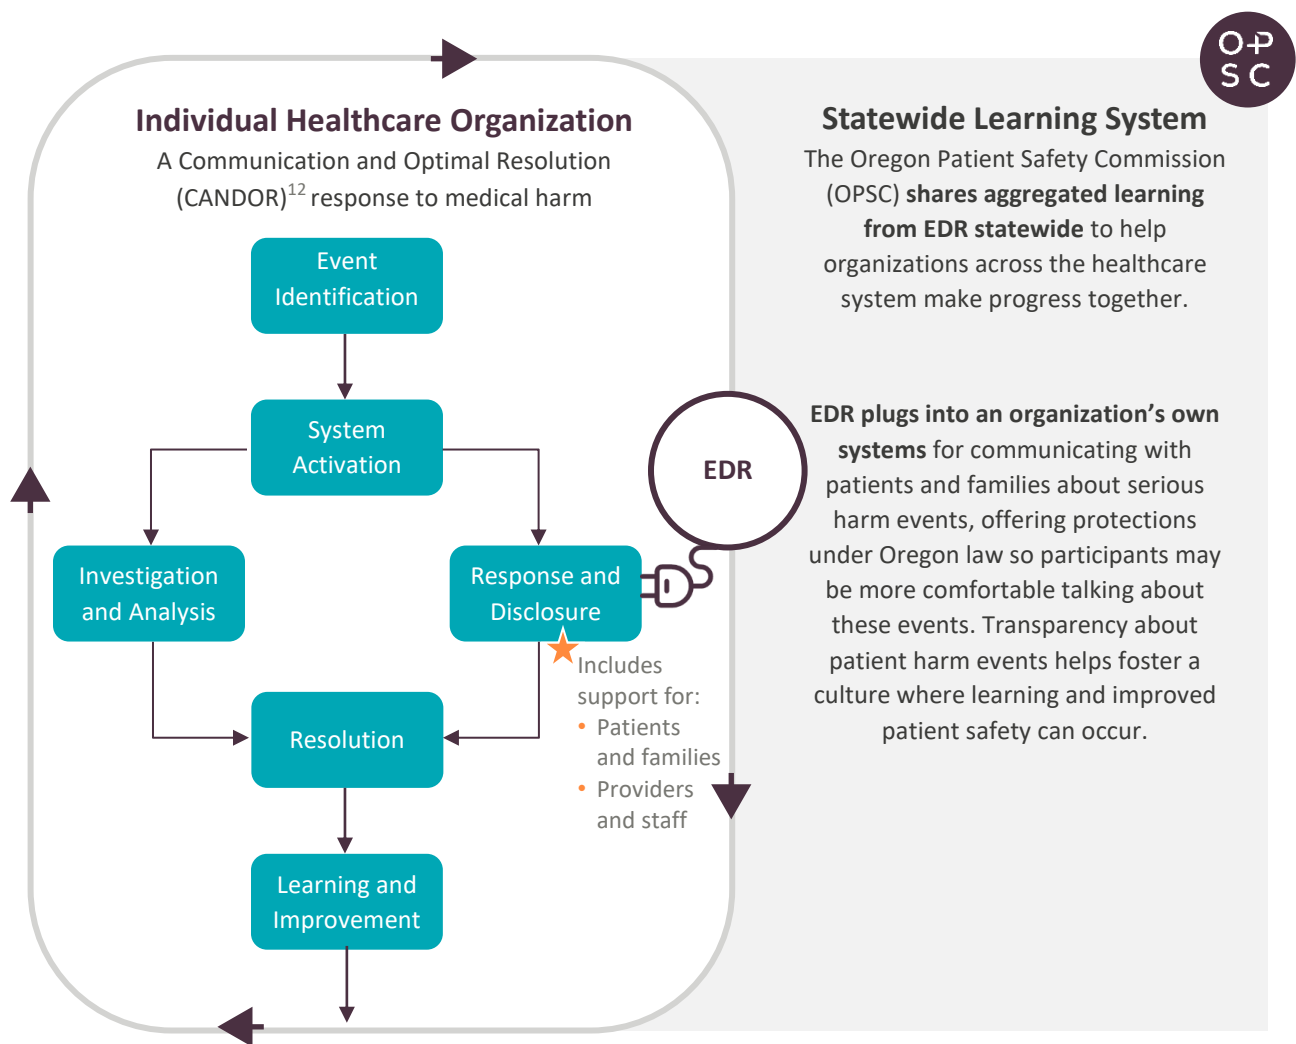 O+P
SC
Individual Healthcare Organization
A Communication and Optimal Resolution
(CANDOR)12 response to medical harm
Event
Identification
System
Activation
Investigation
and Analysis
Response and
Disclosure
Includes
support for:
• Patients
and families
• Providers
and staff
Resolution
Learning and
Improvement
EDR
Statewide Learning System
The Oregon Patient Safety Commission
(OPSC) shares aggregated learning
from EDR statewide to help
organizations across the healthcare
system make progress together.
EDR plugs into an organization’s own
systems for communicating with
patients and families about serious
harm events, offering protections
under Oregon law so participants may
be more comfortable talking about
these events. Transparency about
patient harm events helps foster a
culture where learning and improved
patient safety can occur.